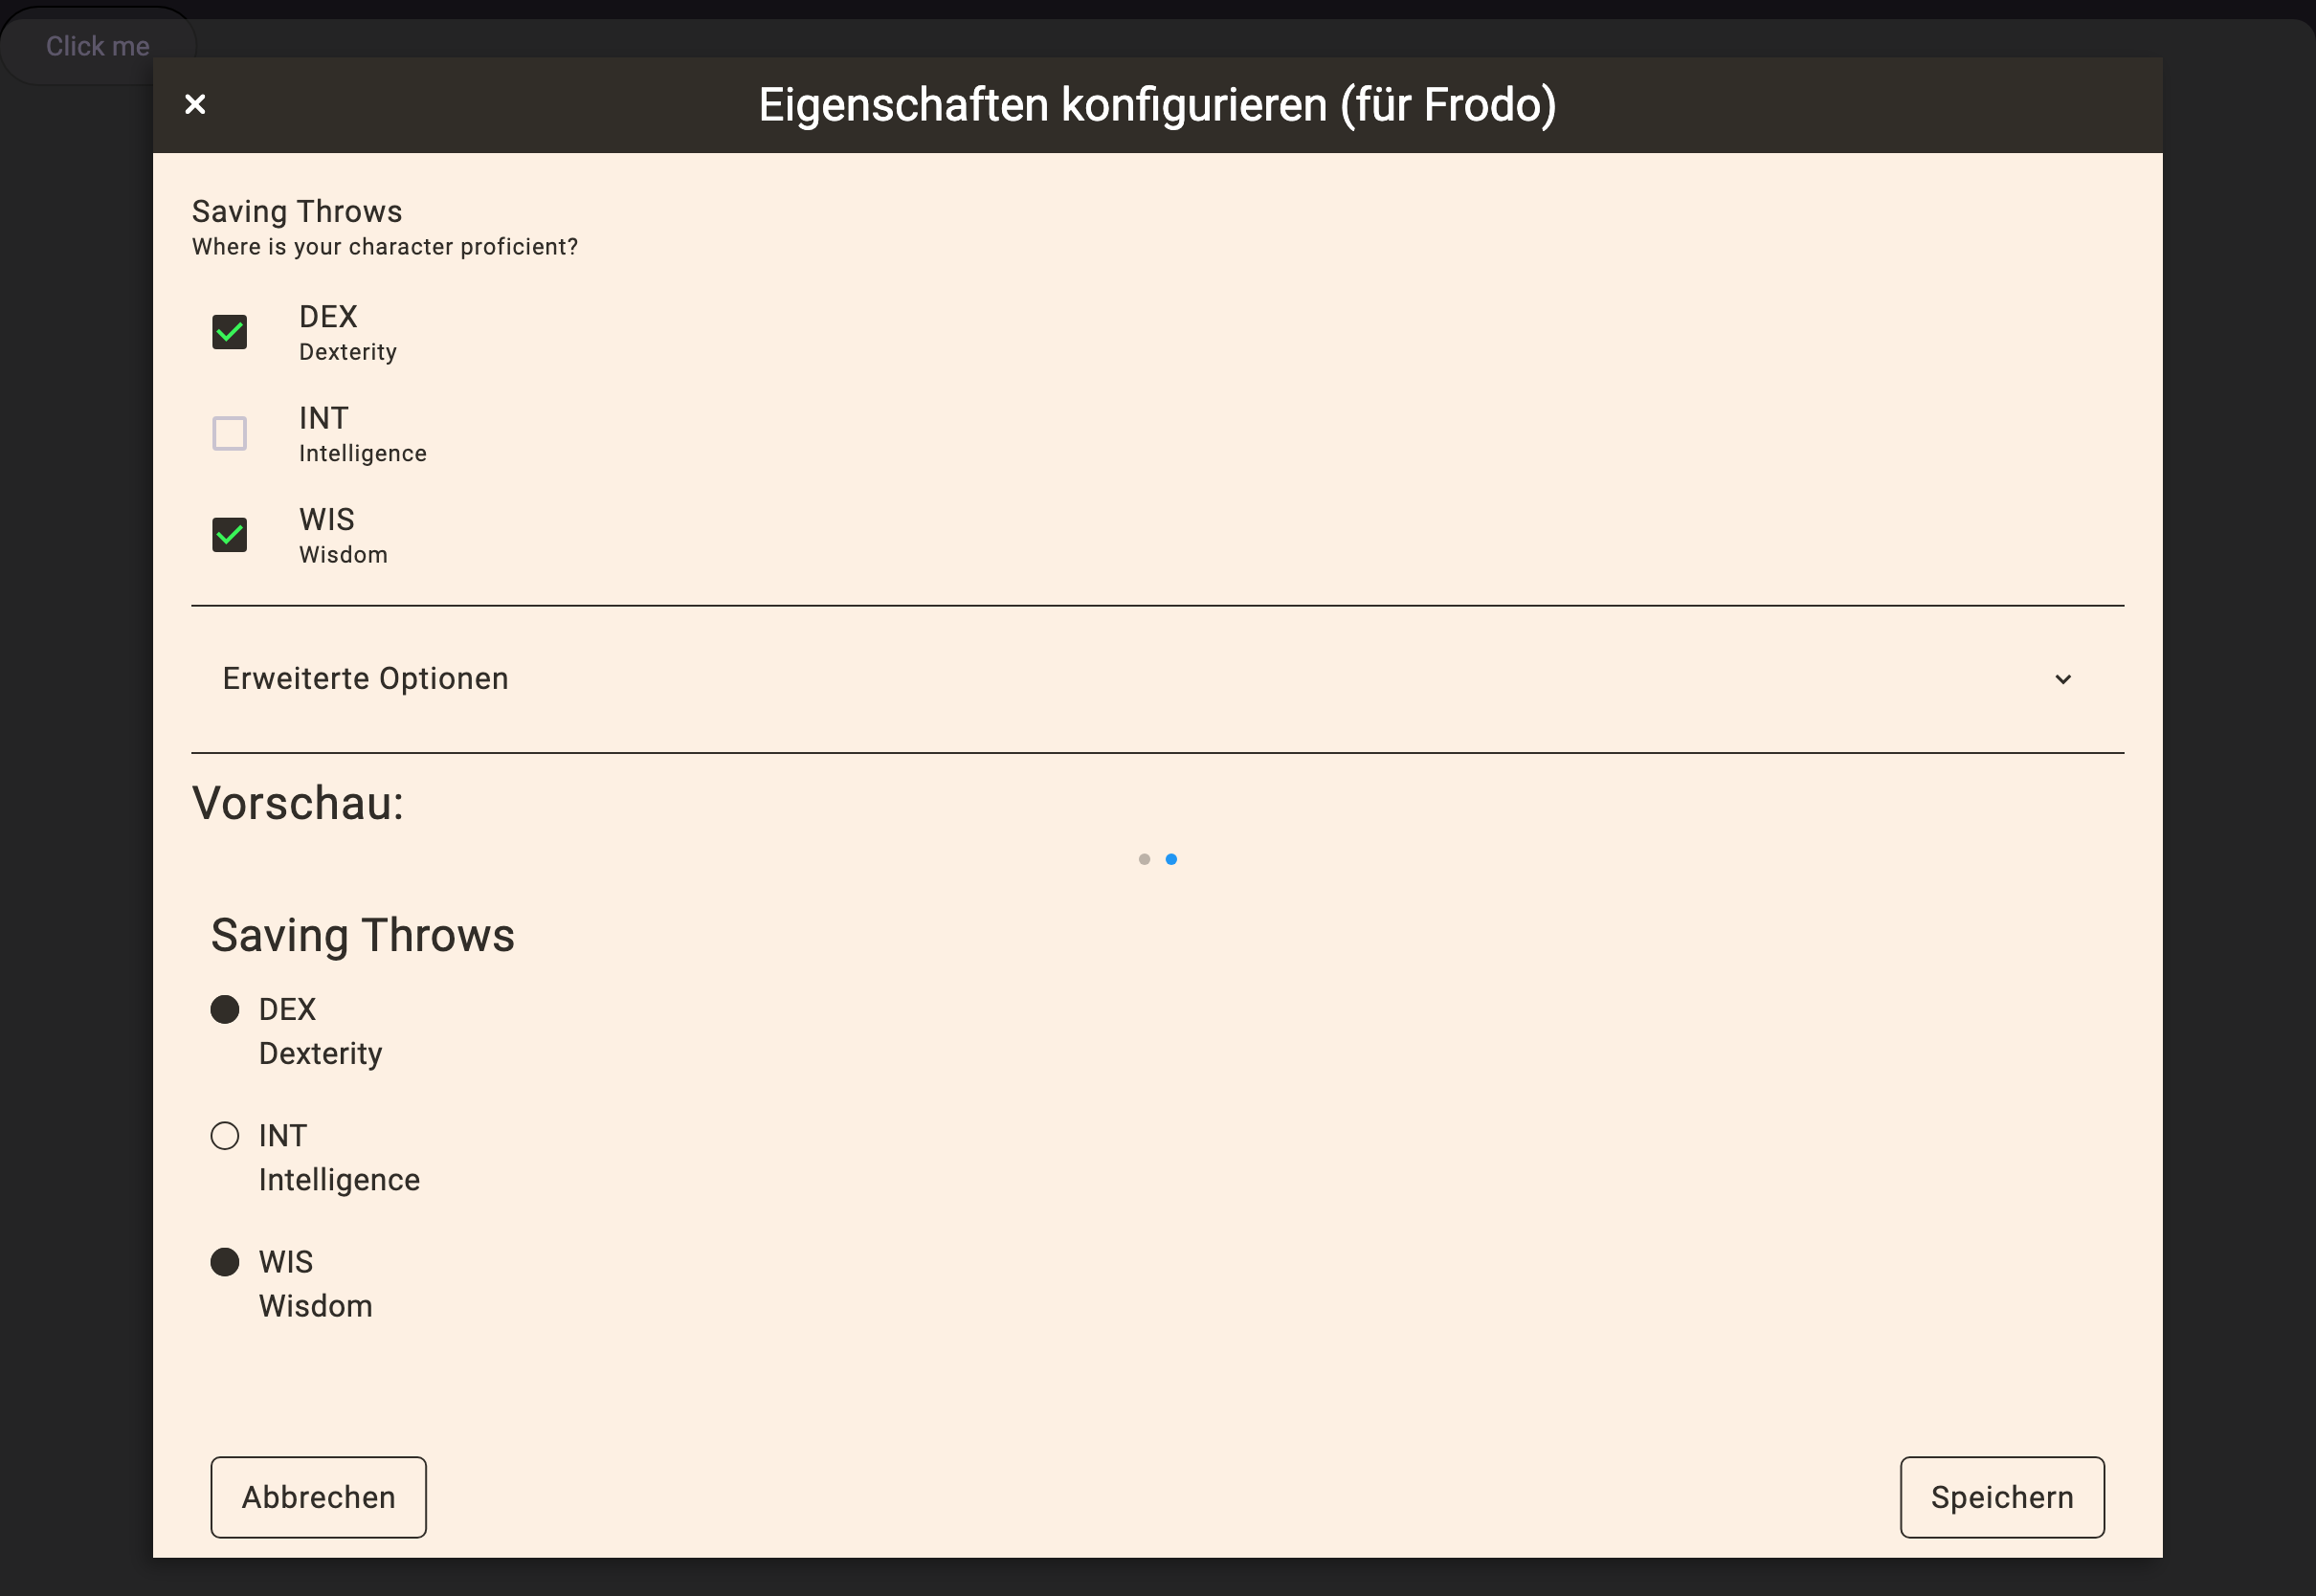 Click me
Eigenschaften konfigurieren (für Frodo)
Saving Throws
Where is your character proficient?
DEX
Dexterity
INT
Intelligence
WIS
Wisdom
Erweiterte Optionen
Vorschau:
Saving Throws
DEX
Dexterity
INT
Intelligence
WIS
Wisdom
Abbrechen
Speichern